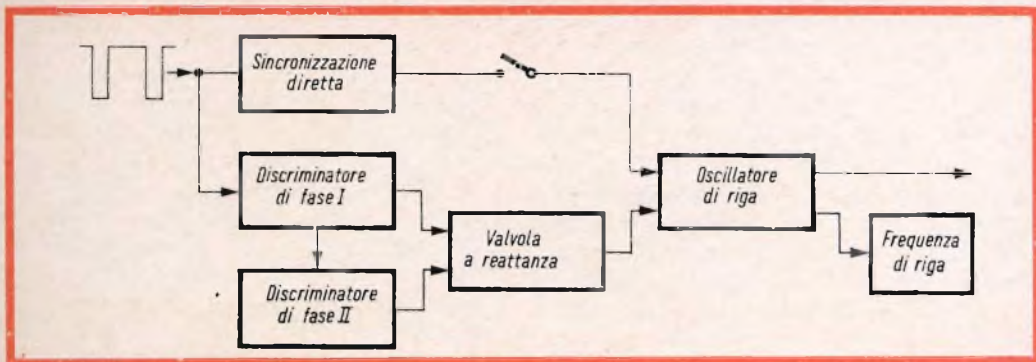 Sincronizzazione
diretta
Discriminatore
di fase I
Discriminatore
di fase II
Valvola
a reattanza
Oscillatore
di riga
Frequenza
di riga